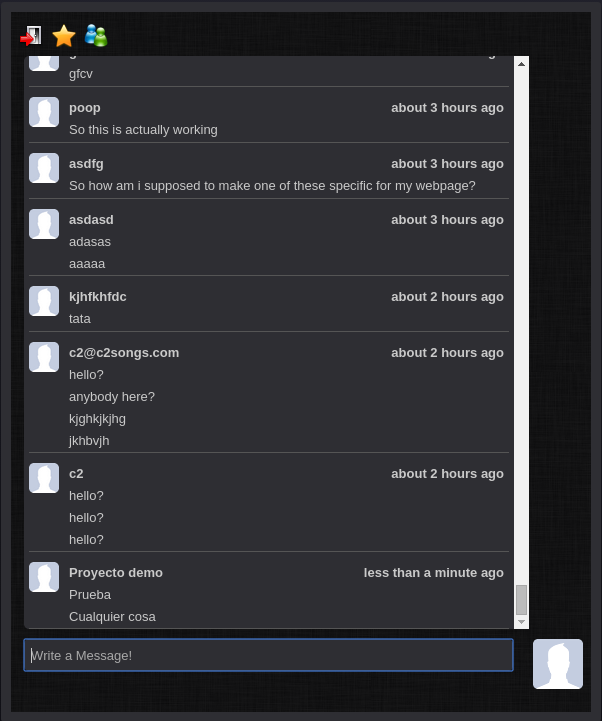 gfcv
poop about 3 hours ago
So this is actually working
asdfg about 3 hours ago
So how am i supposed to make one of these specific for my webpage?
asdasd about 3 hours ago
adasas
aaaaa
kjhfkhfdc about 2 hours ago
tata
c2@c2songs.com about 2 hours ago
hello?
anybody here?
kjghkjkjhg
jkhbvjh
c2 about 2 hours ago
hello?
hello?
hello?
Proyecto demo less than a minute ago
Prueba
Cualquier cosa
Write a Message!